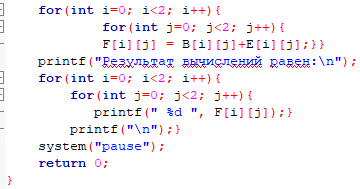 for(int i=0; i<2; i++){
for(int j=0; j<2; j++){
F[i][j] = B[i][j]+E[i][j];}}
printf("Результат вычислений равен:\n");
for(int i=0; i<2; i++){
for(int j=0; j<2; j++){
printf(" %d ", F[i][j]);}
printf("\n");}
system("pause");
return 0;
}